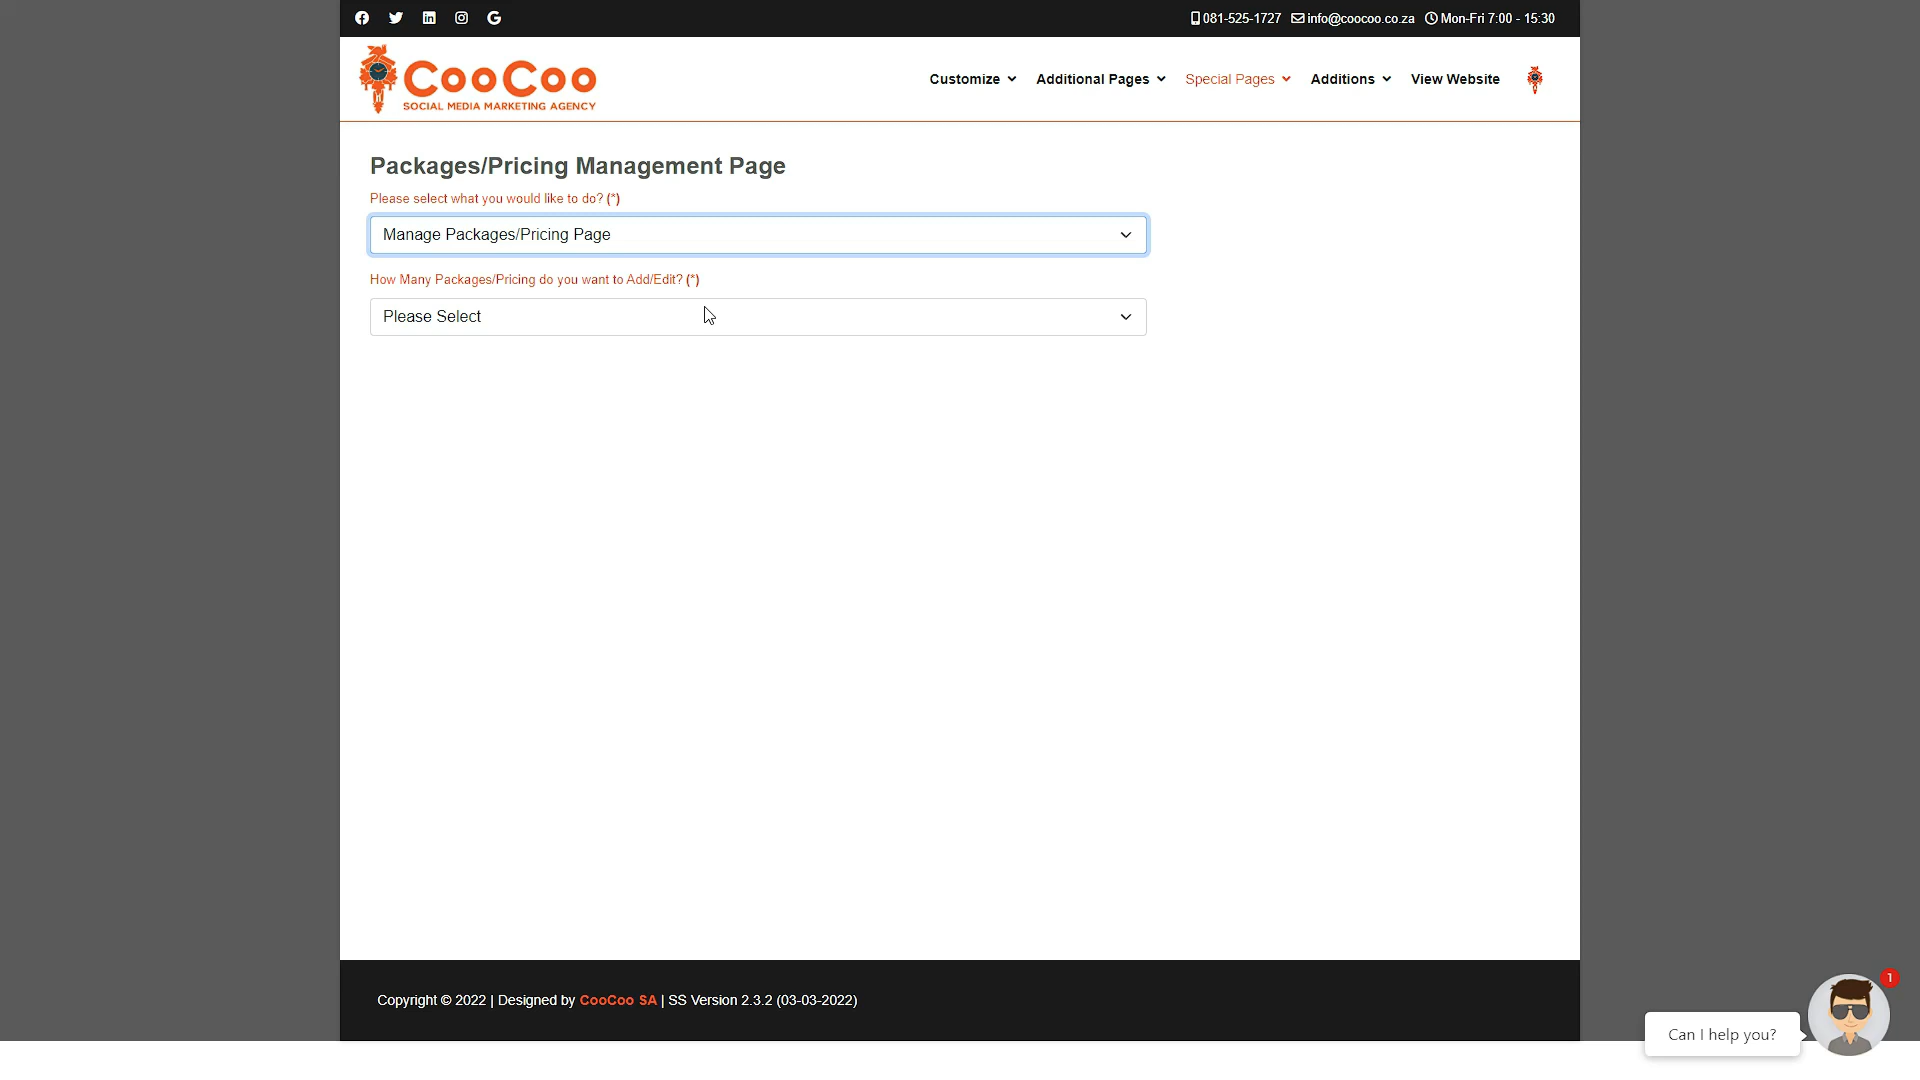 081-525-1727 info@coocoo.co.za Mon-Fri 7:00 - 15:30
CooCoo
SOCIAL MEDIA MARKETING AGENCY
Customize Additional Pages Special Pages Additions View Website
Packages/Pricing Management Page
Please select what you would like to do? (*)
Manage Packages/Pricing Page
How Many Packages/Pricing do you want to Add/Edit? (*)
Please Select
Copyright © 2022 | Designed by CooCoo SA | SS Version 2.3.2 (03-03-2022)
1
Can I help you?